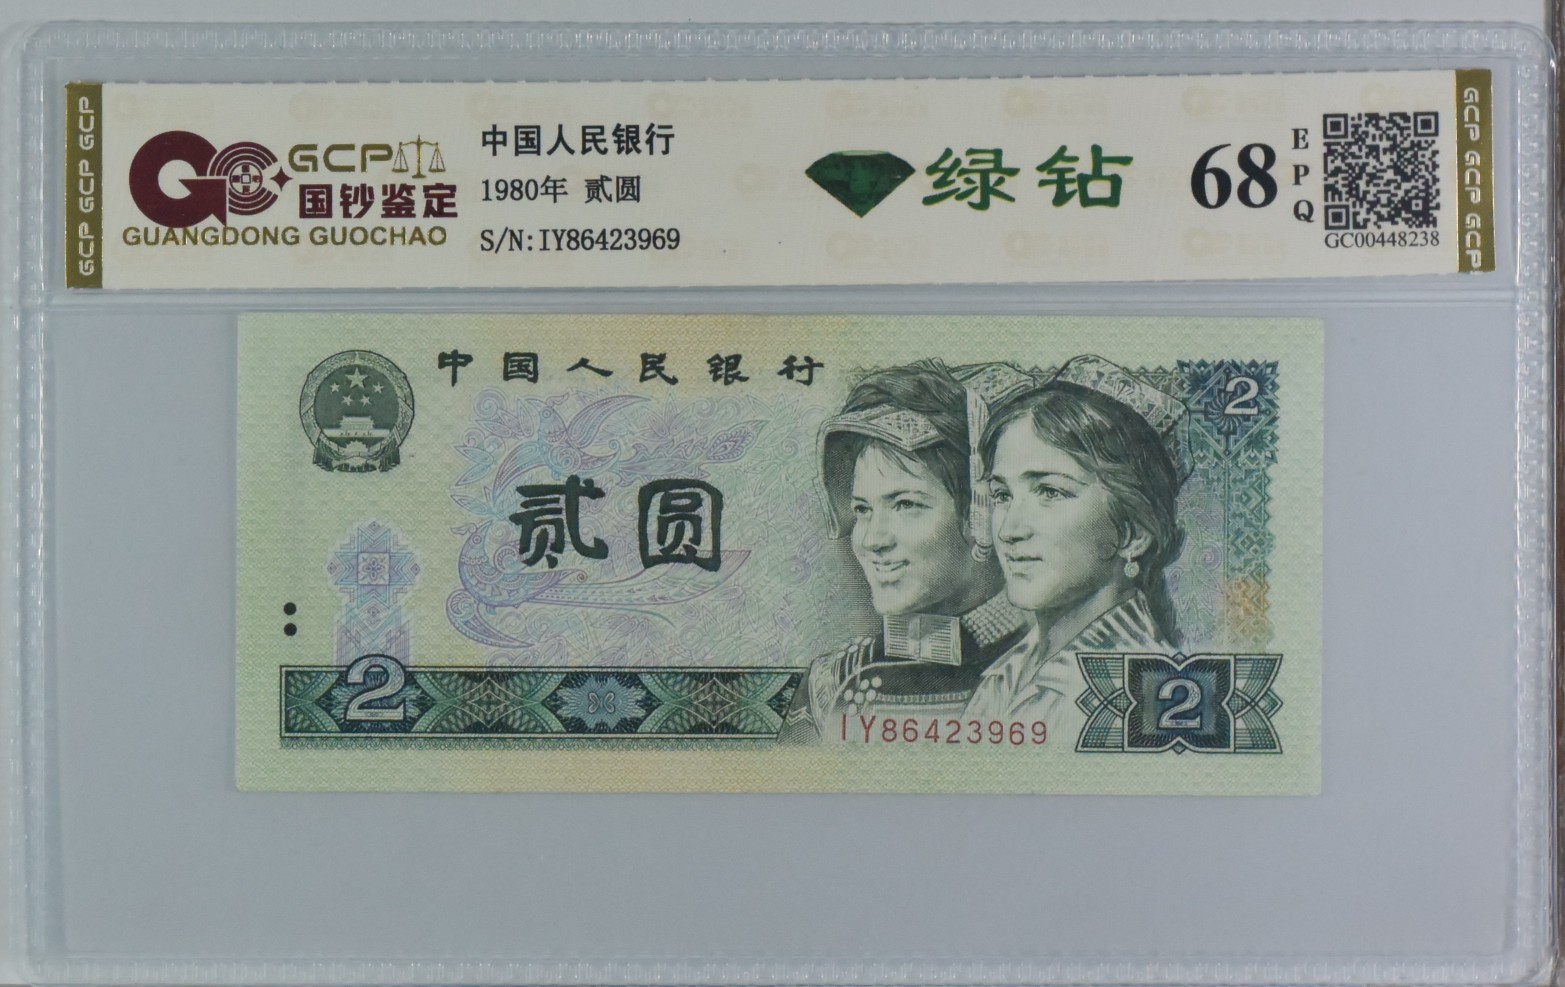 GCP GCP GCP
GCP
国钞鉴定
GUANGDONG GUOCHAO
中国人民银行
1980年 贰圆
S/N:IY86423969
绿钻
68
EPQ
GC00448238
GCP GCP GCP
中国人民银行
2
贰圆
2
IY86423969
2